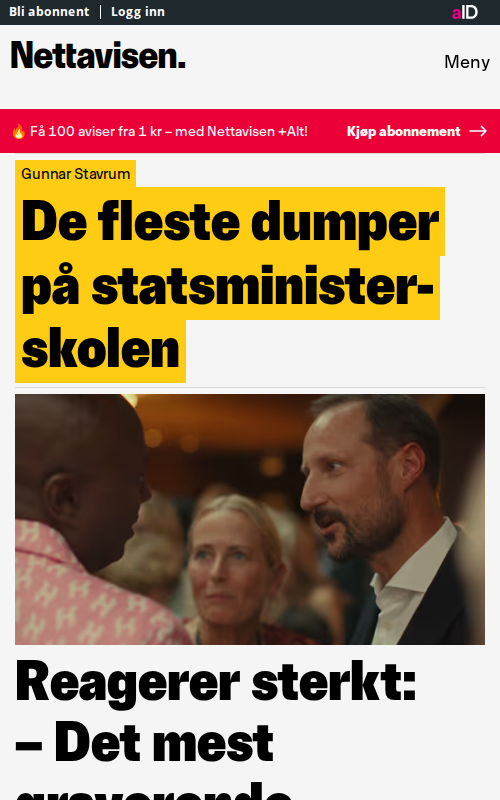 Bli abonnent | Logg inn
aID
Nettavisen.
Meny
🔥 Få 100 aviser fra 1 kr – med Nettavisen +Alt!
Kjøp abonnement →
Gunnar Stavrum
De fleste dumper
på statsminister-
skolen
Reagerer sterkt:
– Det mest